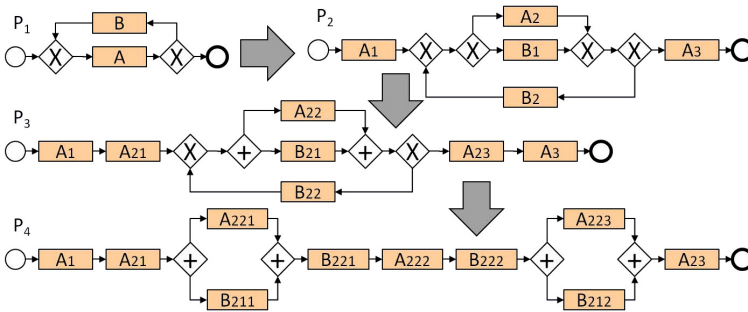 P1
B
A
X
X
P2
A1
X
X
A2
B1
X
X
A3
B2
P3
A22
A1
A21
X
+
B21
+
X
A23
A3
B22
P4
A221
A223
A1
A21
+
+
B221
A222
B222
+
+
A23
B211
B212